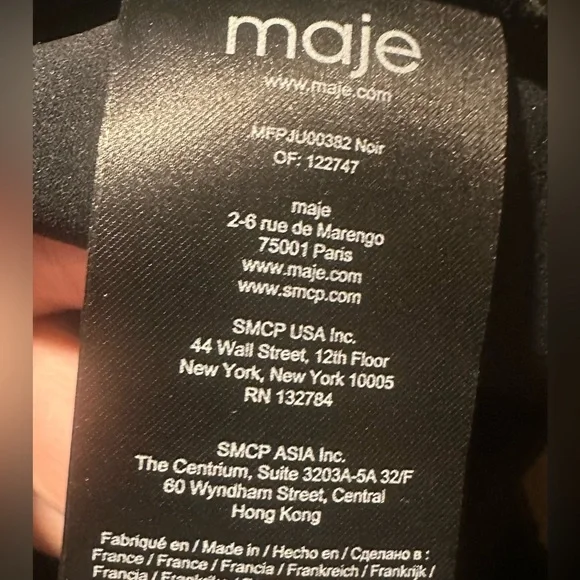 maje
www.maje.com
MFPJU00382 Noir
OF: 122747
maje
2-6 rue de Marengo
75001 Paris
www.maje.com
www.smcp.com
SMCP USA Inc.
44 Wall Street, 12th Floor
New York, New York 10005
RN 132784
SMCP ASIA Inc.
The Centrium, Suite 3203A-5A 32/F
60 Wyndham Street, Central
Hong Kong
Fabriqué en / Made in / Hecho en / Сделано в :
France / France / Francia / Frankreich / Frankrijk /
Francia /